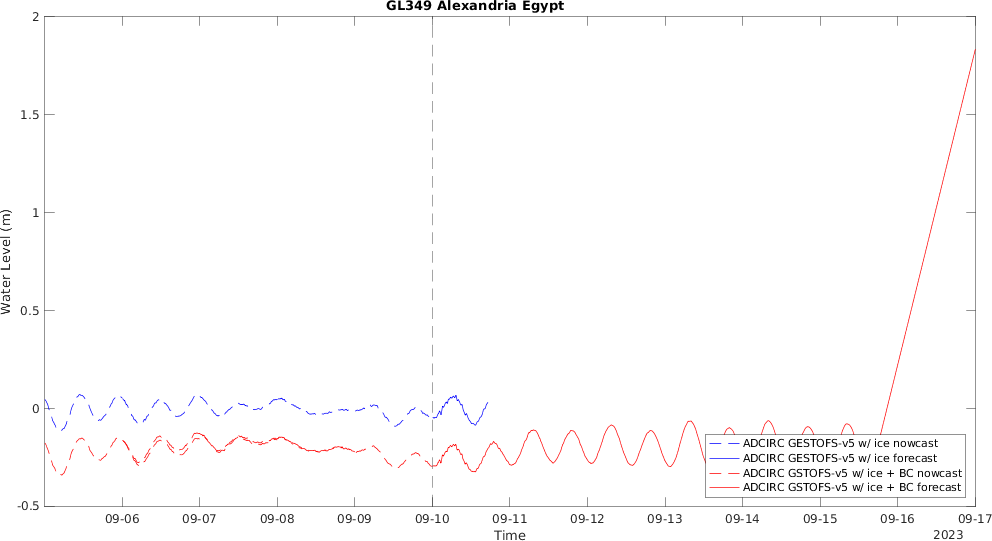 GL349 Alexandria Egypt
2
1.5
1
0.5
0
-0.5
Water Level (m)
09-06 09-07 09-08 09-09 09-10 09-11 09-12 09-13 09-14 09-15 09-16 09-17
Time
2023
ADCIRC GESTOFS-v5 w/ ice nowcast
ADCIRC GESTOFS-v5 w/ ice forecast
ADCIRC GSTOFS-v5 w/ ice + BC nowcast
ADCIRC GSTOFS-v5 w/ ice + BC forecast